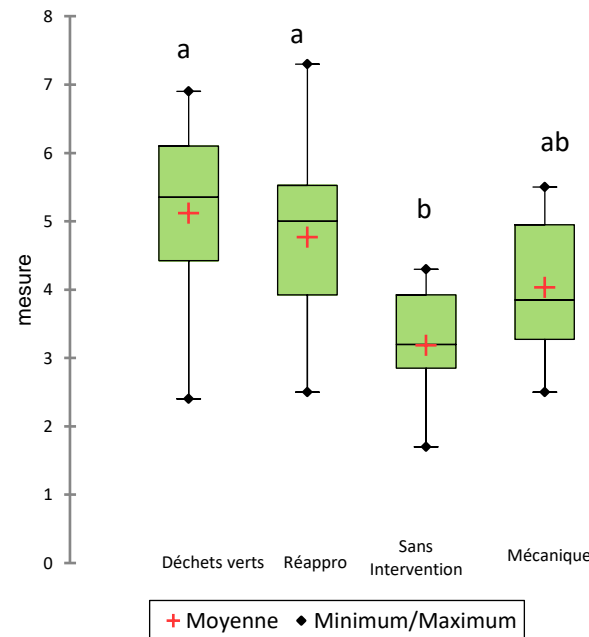 8
a
a
7
6
ab
b
5
mesure
4
3
2
1
0
Déchets verts
Réappro
Sans
Intervention
Mécanique
Moyenne
Minimum/Maximum